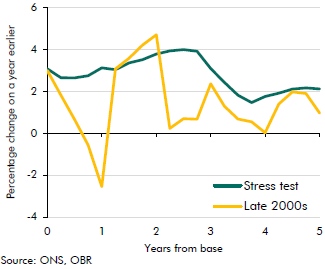 Percentage change on a year earlier
6
4
2
0
-2
-4
0
1
2
3
4
5
Stress test
Late 2000s
Years from base
Source: ONS, OBR